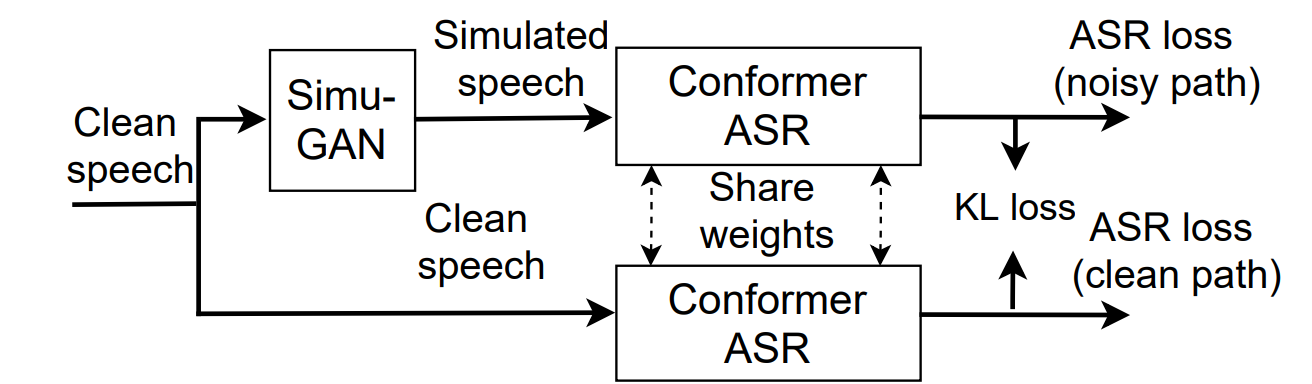 Clean
speech
Simu-
GAN
Simulated
speech
Conformer
ASR
ASR loss
(noisy path)
Share
weights
KL loss
Clean
speech
Conformer
ASR
ASR loss
(clean path)